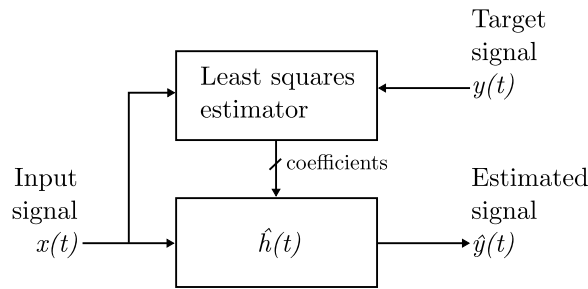 Target
signal
y(t)
Least squares
estimator
coefficients
Input
signal
x(t)
ĥ(t)
Estimated
signal
ŷ(t)